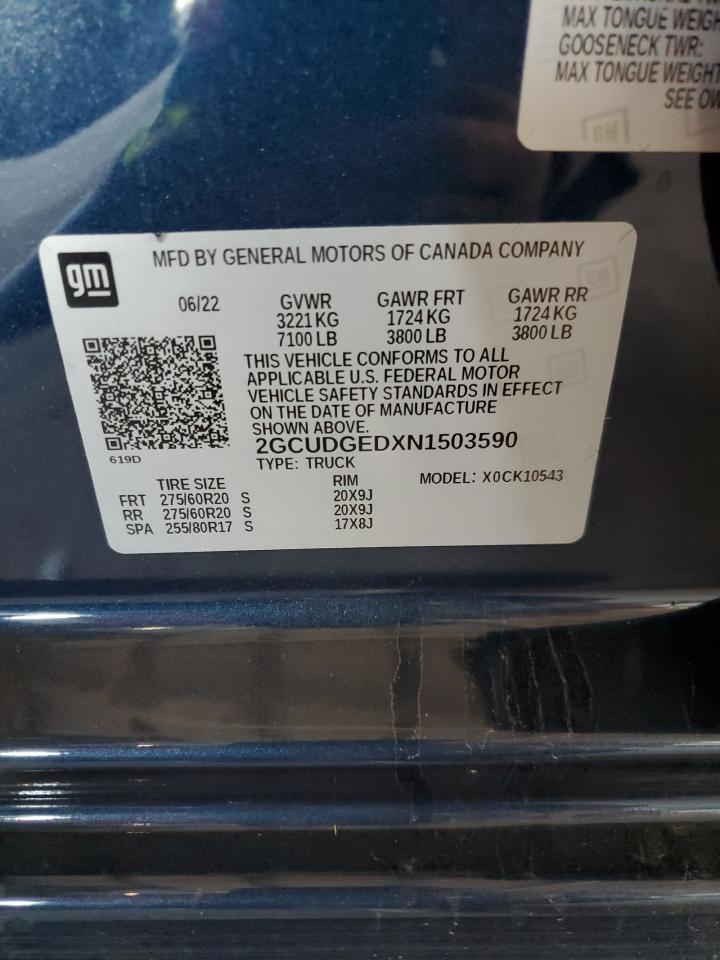 MAX TONGUE WEIGH
GOOSENECK TWR:
MAX TONGUE WEIGHT
SEE OW
GM
gm
MFD BY GENERAL MOTORS OF CANADA COMPANY
06/22 GVWR GAWR FRT GAWR RR
3221 KG 1724 KG 1724 KG
7100 LB 3800 LB 3800 LB
THIS VEHICLE CONFORMS TO ALL
APPLICABLE U.S. FEDERAL MOTOR
VEHICLE SAFETY STANDARDS IN EFFECT
ON THE DATE OF MANUFACTURE
SHOWN ABOVE.
2GCUDGEDXN1503590
619D
TYPE: TRUCK
TIRE SIZE RIM MODEL: X0CK10543
FRT 275/60R20 S 20X9J
RR 275/60R20 S 20X9J
SPA 255/80R17 S 17X8J